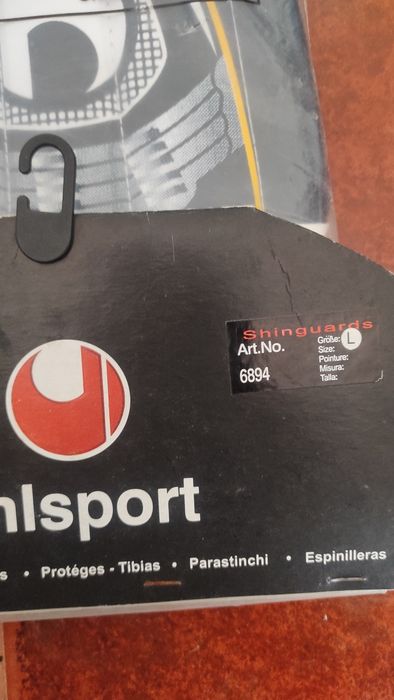 Shinguards
Art.No.
6894
Größe:
Size:
Pointure:
Misura:
Talla:
L
hlsport
s • Protéges - Tibias • Parastinchi • Espinilleras